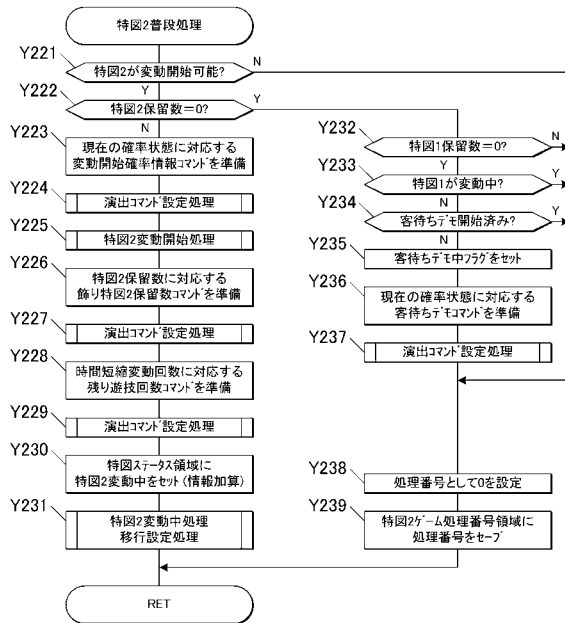 特図2普段処理
Y221
特図2が変動開始可能?
N
Y
Y222
特図2保留数=0?
Y
N
Y223
現在の確率状態に対応する
変動開始確率情報コマンドを準備
Y224
演出コマンド設定処理
Y225
特図2変動開始処理
Y226
特図2保留数に対応する
飾り特図2保留数コマンドを準備
Y227
演出コマンド設定処理
Y228
時間短縮変動回数に対応する
残り遊技回数コマンドを準備
Y229
演出コマンド設定処理
Y230
特図ステータス領域に
特図2変動中をセット(情報加算)
Y231
特図2変動中処理
移行設定処理
Y232
特図1保留数=0?
N
Y
Y233
特図1が変動中?
Y
N
Y234
客待ちデモ開始済み?
Y
N
Y235
客待ちデモ中フラグをセット
Y236
現在の確率状態に対応する
客待ちデモコマンドを準備
Y237
演出コマンド設定処理
Y238
処理番号として0を設定
Y239
特図2ゲーム処理番号領域に
処理番号をセーブ
RET